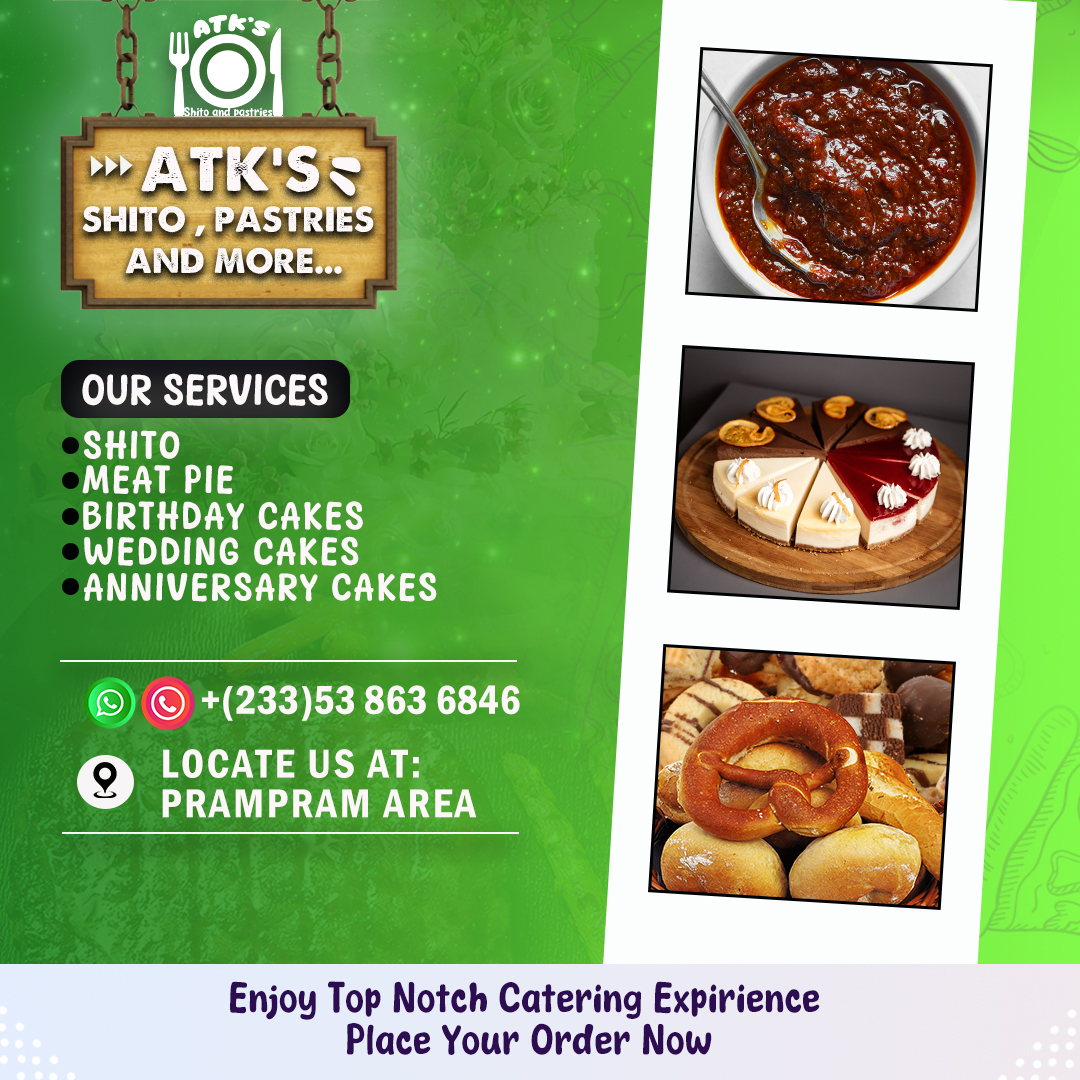 ATK'S
Shito and pastries
ATK'S
SHITO , PASTRIES
AND MORE...
OUR SERVICES
SHITO
MEAT PIE
BIRTHDAY CAKES
WEDDING CAKES
ANNIVERSARY CAKES
+(233)53 863 6846
LOCATE US AT:
PRAMPRAM AREA
Enjoy Top Notch Catering Expirience
Place Your Order Now